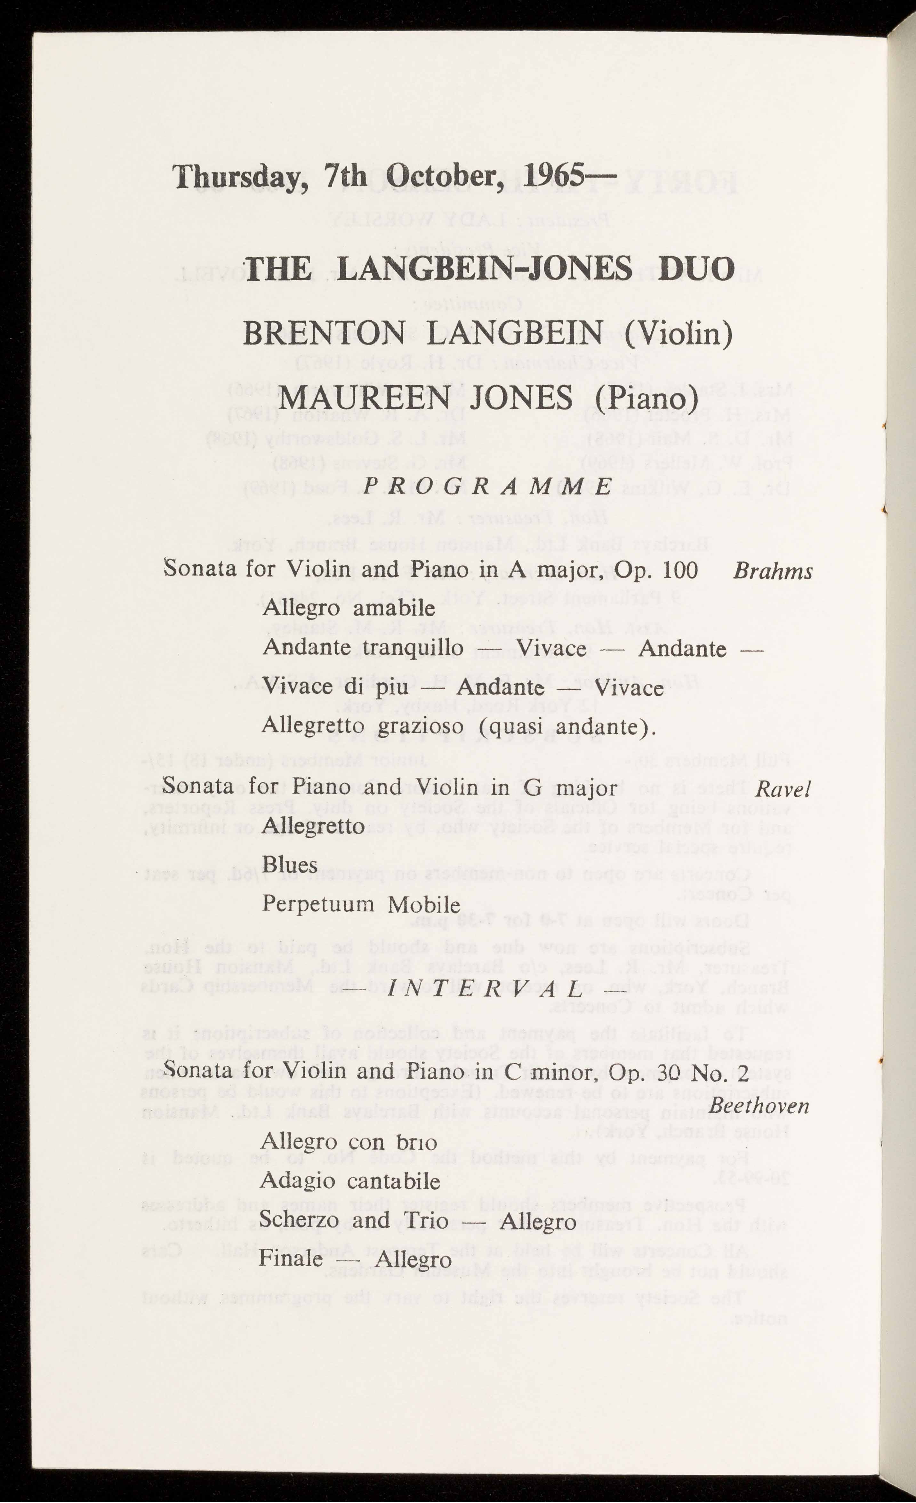 Thursday, 7th October, 1965—
THE LANGBEIN-JONES DUO
BRENTON LANGBEIN (Violin)
MAUREEN JONES (Piano)
PROGRAMME
Sonata for Violin and Piano in A major, Op. 100 Brahms
Allegro amabile
Andante tranquillo — Vivace — Andante —
Vivace di piu — Andante — Vivace
Allegretto grazioso (quasi andante).
Sonata for Piano and Violin in G major Ravel
Allegretto
Blues
Perpetuum Mobile
— INTERVAL —
Sonata for Violin and Piano in C minor, Op. 30 No. 2
Beethoven
Allegro con brio
Adagio cantabile
Scherzo and Trio — Allegro
Finale — Allegro